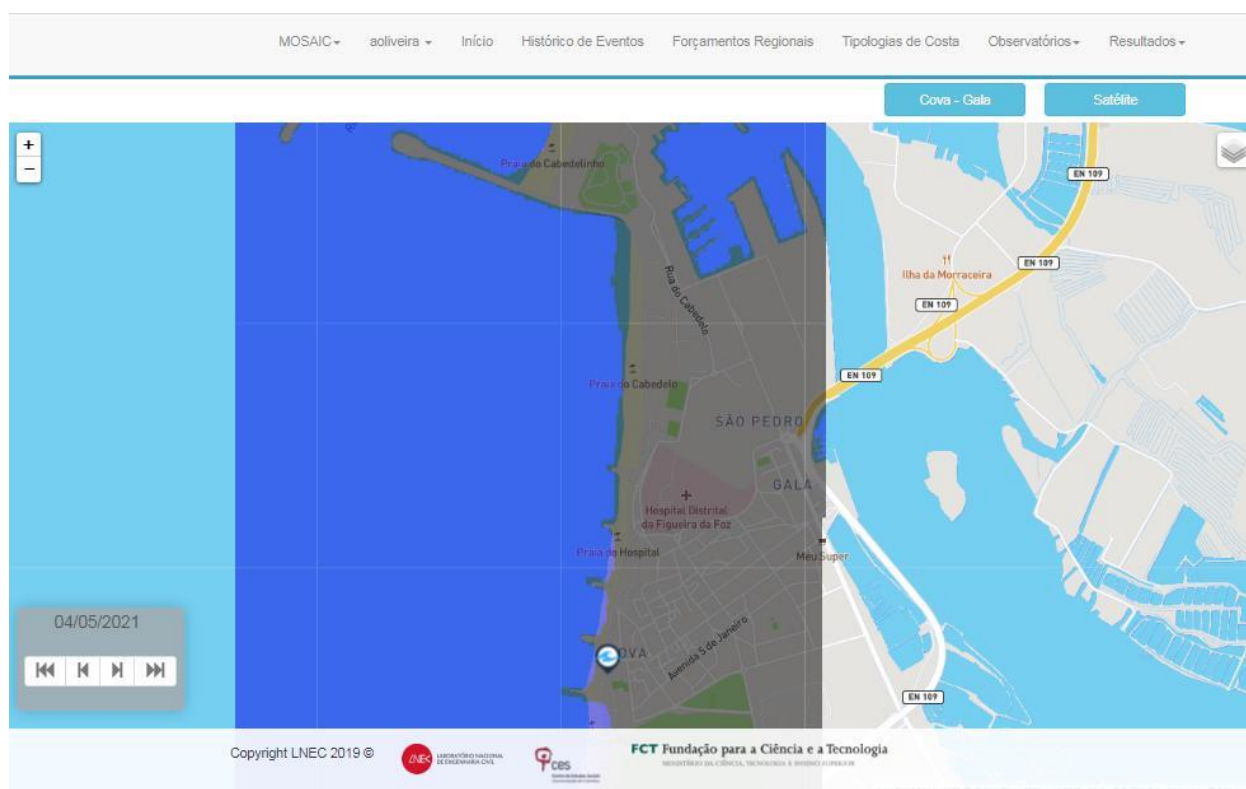 MOSAIC
aoliveira
Início
Histórico de Eventos
Forçamentos Regionais
Tipologias de Costa
Observatórios
Resultados
Cova - Gala
Satélite
+
−
Praia do Cabedelinho
EN 109
Rua do Cabedelo
Ilha da Morraceira
EN 109
EN 109
Praia do Cabedelo
EN 109
SÃO PEDRO
GALA
Hospital Distrital
da Figueira da Foz
Praia do Hospital
Meu Super
04/05/2021
OVA
Avenida 5 de Janeiro
EN 109
Copyright LNEC 2019 ©
LNEC
LABORATÓRIO NACIONAL
DE ENGENHARIA CIVIL
ces
FCT Fundação para a Ciência e a Tecnologia